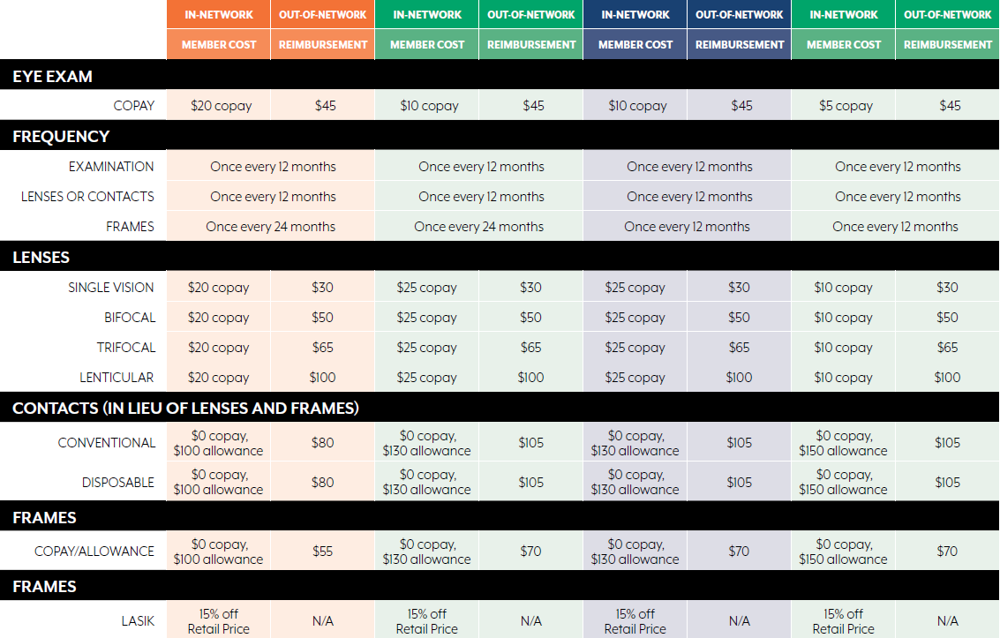 IN-NETWORK OUT-OF-NETWORK IN-NETWORK OUT-OF-NETWORK IN-NETWORK OUT-OF-NETWORK IN-NETWORK OUT-OF-NETWORK
MEMBER COST REIMBURSEMENT MEMBER COST REIMBURSEMENT MEMBER COST REIMBURSEMENT MEMBER COST REIMBURSEMENT
EYE EXAM
COPAY $20 copay $45 $10 copay $45 $10 copay $45 $5 copay $45
FREQUENCY
EXAMINATION Once every 12 months Once every 12 months Once every 12 months Once every 12 months
LENSES OR CONTACTS Once every 12 months Once every 12 months Once every 12 months Once every 12 months
FRAMES Once every 24 months Once every 24 months Once every 12 months Once every 12 months
LENSES
SINGLE VISION $20 copay $30 $25 copay $30 $25 copay $30 $10 copay $30
BIFOCAL $20 copay $50 $25 copay $50 $25 copay $50 $10 copay $50
TRIFOCAL $20 copay $65 $25 copay $65 $25 copay $65 $10 copay $65
LENTICULAR $20 copay $100 $25 copay $100 $25 copay $100 $10 copay $100
CONTACTS (IN LIEU OF LENSES AND FRAMES)
CONVENTIONAL $0 copay, $80 $0 copay, $105 $0 copay, $105 $0 copay, $105
$100 allowance $130 allowance $130 allowance $150 allowance
DISPOSABLE $0 copay, $80 $0 copay, $105 $0 copay, $105 $0 copay, $105
$100 allowance $130 allowance $130 allowance $150 allowance
FRAMES
COPAY/ALLOWANCE $0 copay, $55 $0 copay, $70 $0 copay, $70 $0 copay, $70
$100 allowance $130 allowance $130 allowance $150 allowance
FRAMES
LASIK 15% off N/A 15% off N/A 15% off N/A 15% off N/A
Retail Price Retail Price Retail Price Retail Price